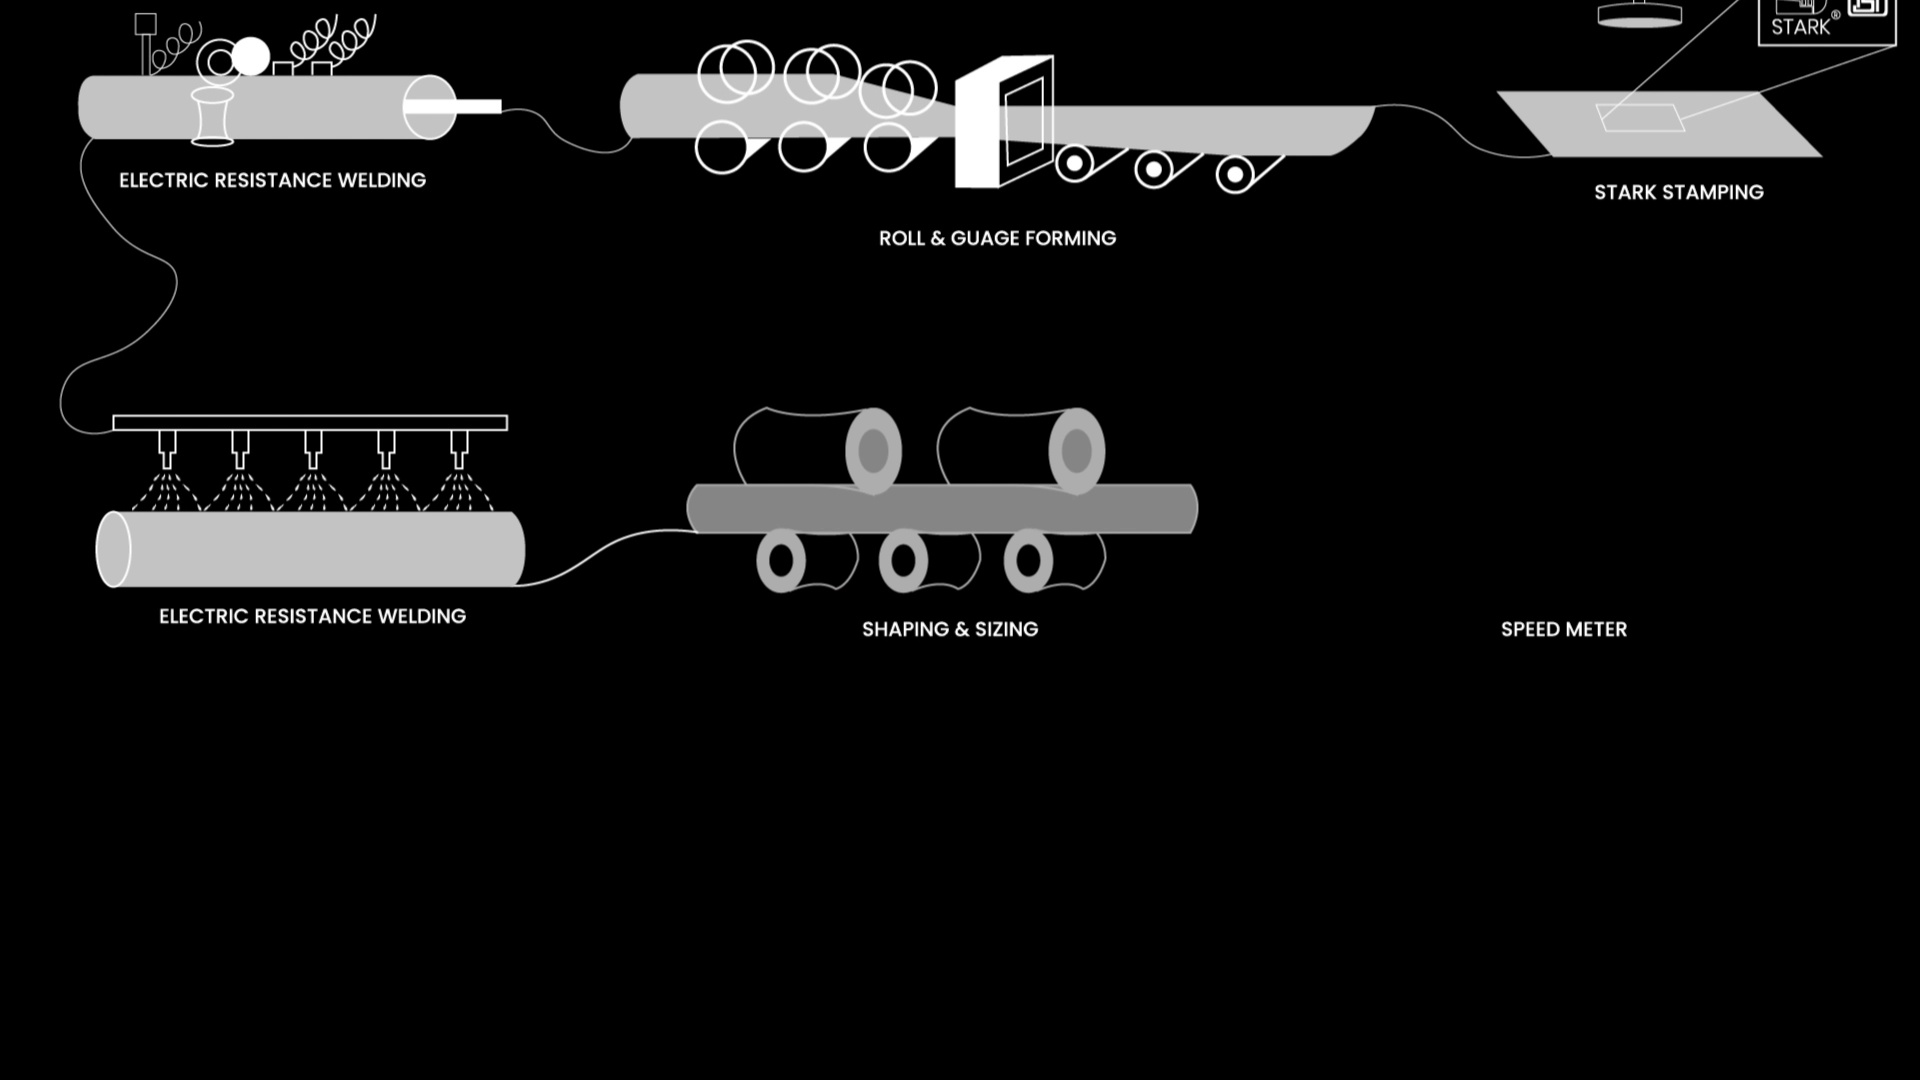 STARK®
ELECTRIC RESISTANCE WELDING
ROLL & GUAGE FORMING
STARK STAMPING
ELECTRIC RESISTANCE WELDING
SHAPING & SIZING
SPEED METER